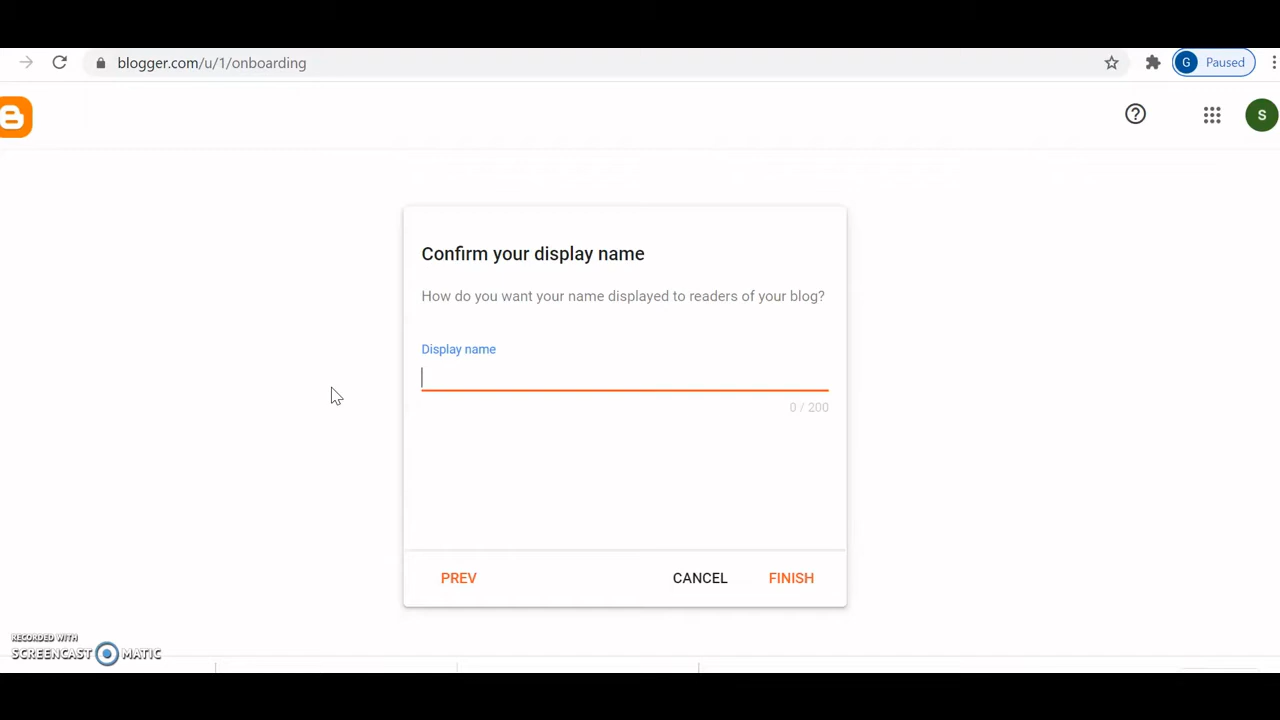 blogger.com/u/1/onboarding
G Paused
S
Confirm your display name
How do you want your name displayed to readers of your blog?
Display name
0 / 200
PREV CANCEL FINISH
RECORDED WITH
SCREENCAST MATIC